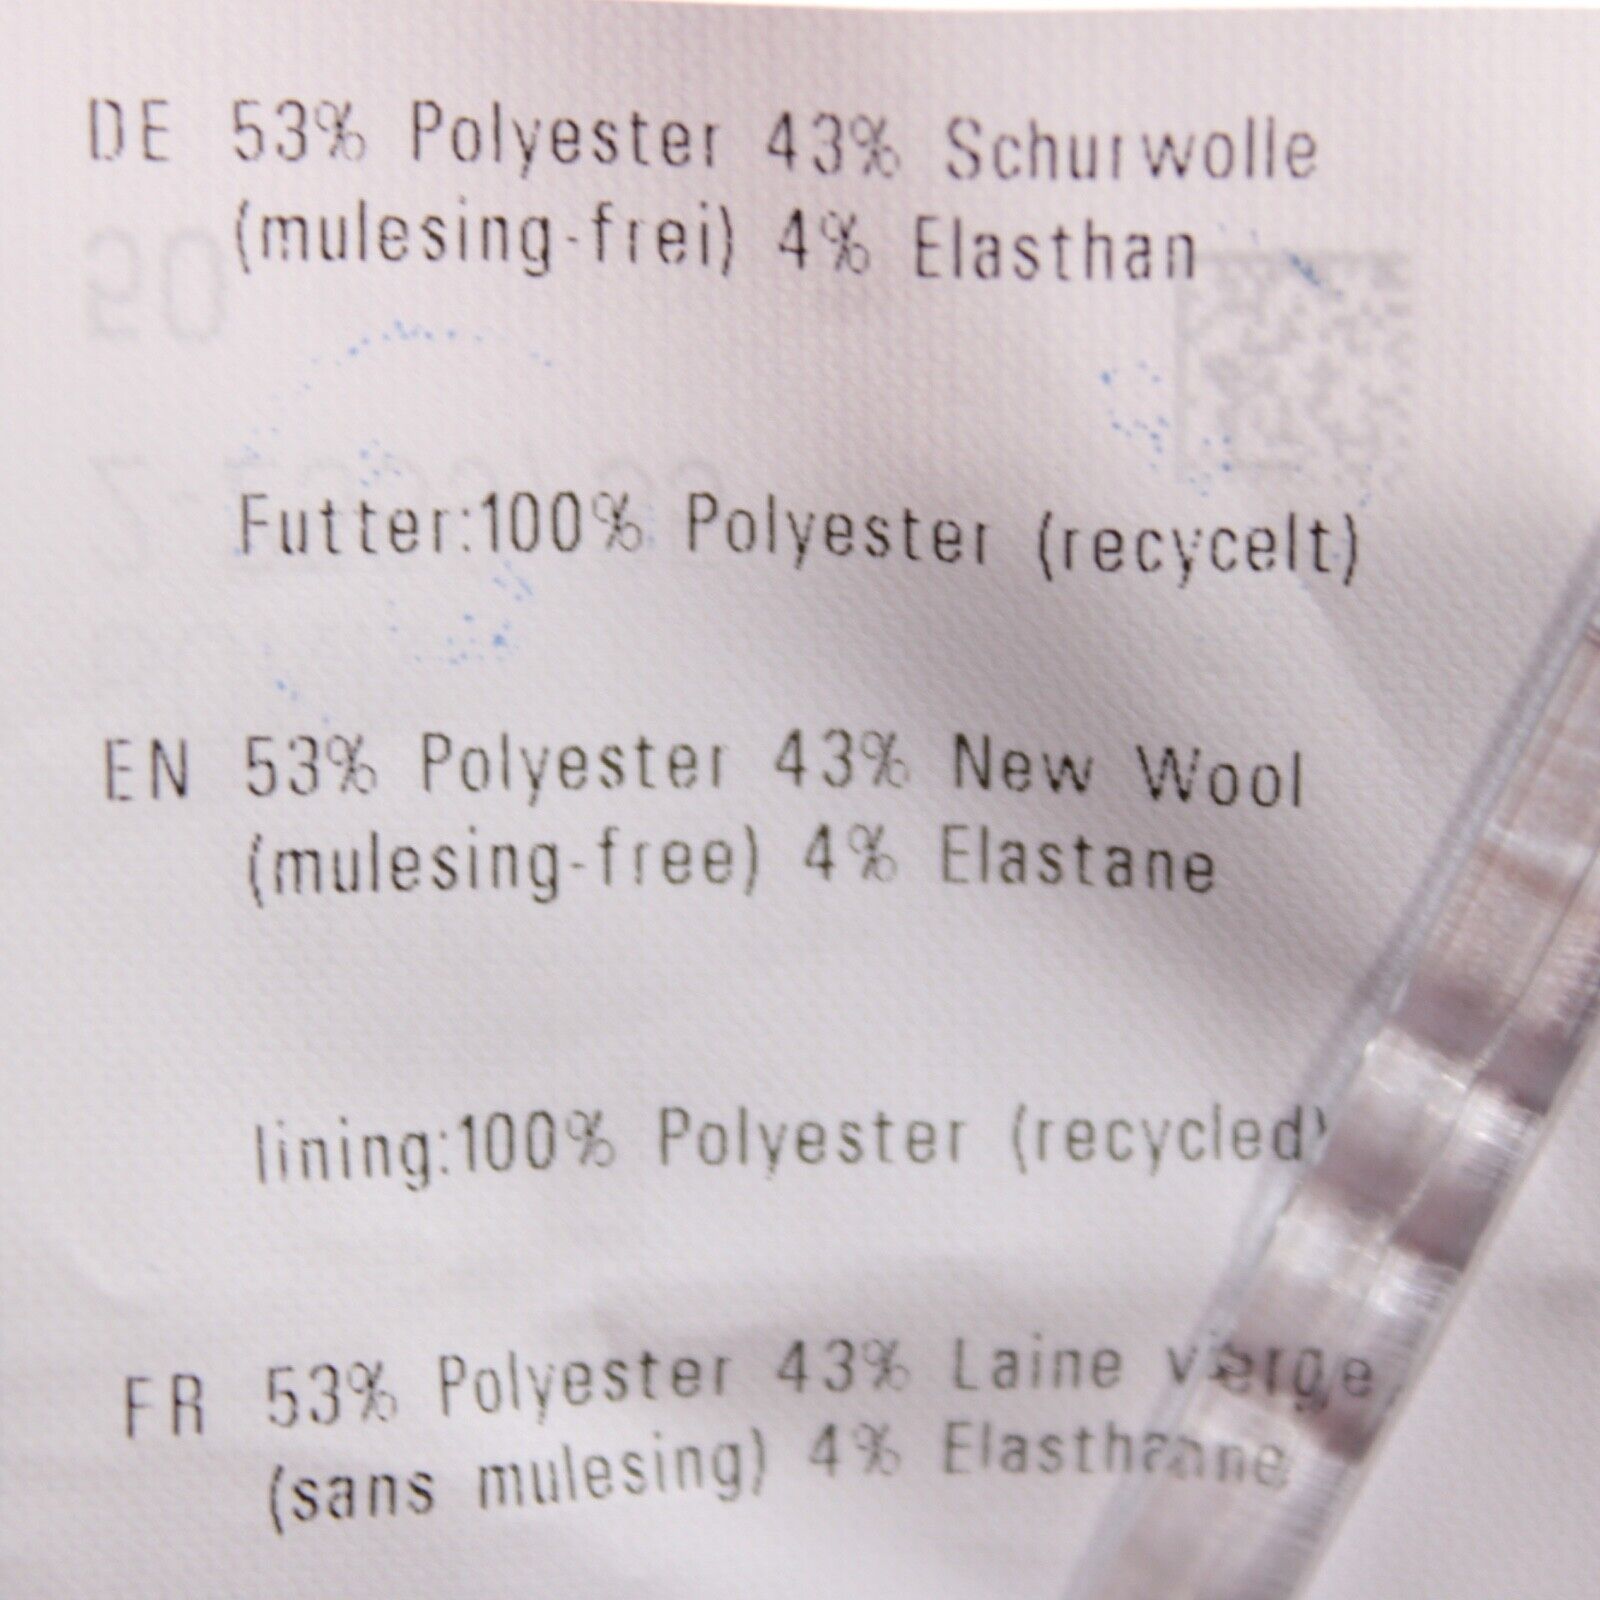 DE 53% Polyester 43% Schurwolle
(mulesing-frei) 4% Elasthan
Futter:100% Polyester (recycelt)
EN 53% Polyester 43% New Wool
(mulesing-free) 4% Elastane
lining:100% Polyester (recycled)
FR 53% Polyester 43% Laine vierge
(sans mulesing) 4% Elasthanne